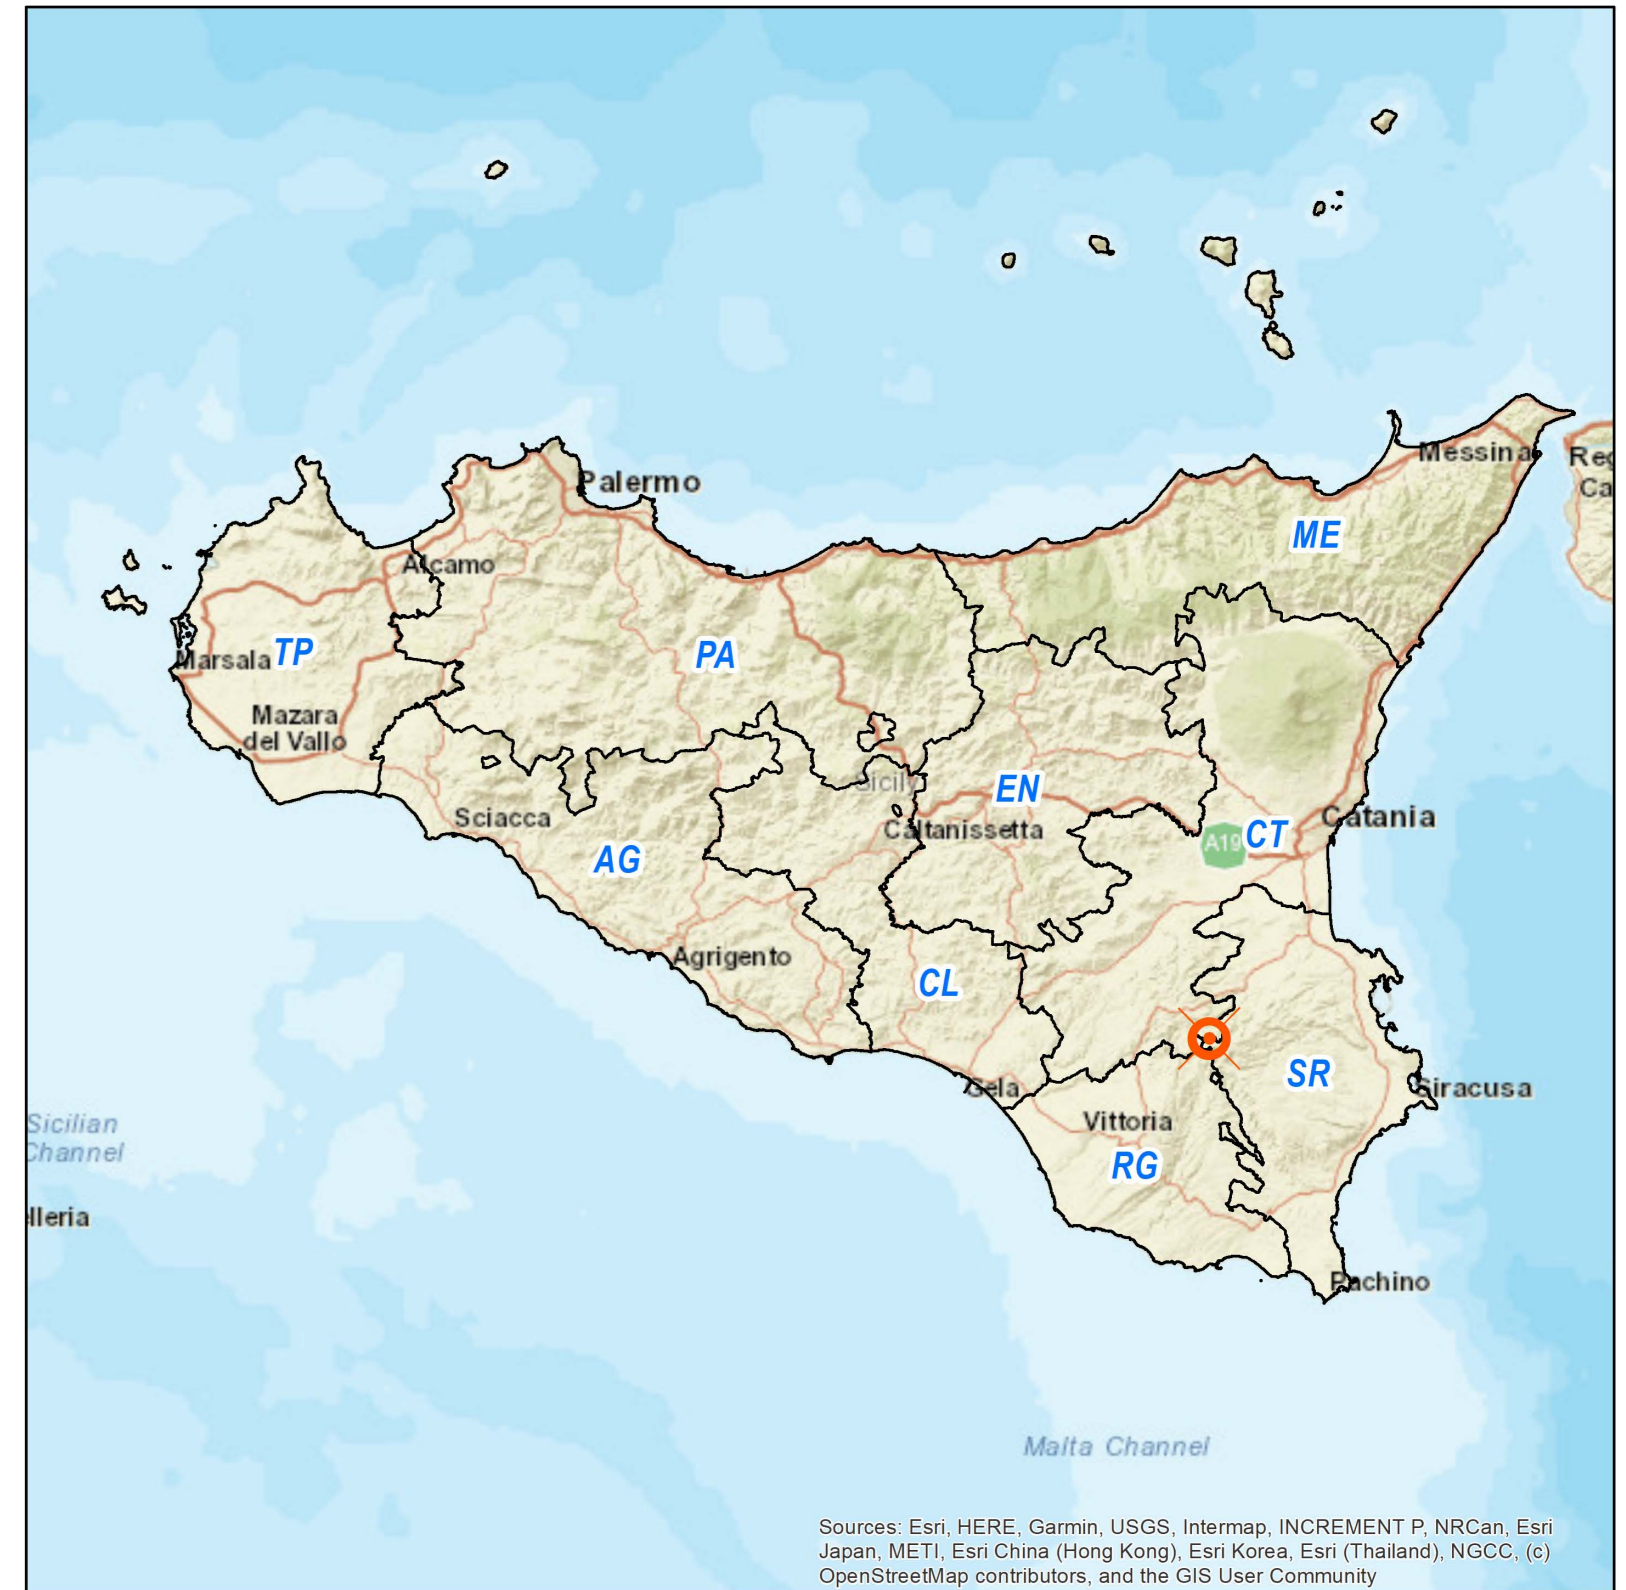 Palermo
Messina
Reg
Ca
ME
Alcamo
TP
PA
Marsala
Mazara
del Vallo
Sicily
EN
Sciacca
Caltanissetta
Catania
A19
CT
AG
Agrigento
CL
SR
Gela
Siracusa
Sicilian
Channel
Vittoria
RG
lleria
Pachino
Malta Channel
Sources: Esri, HERE, Garmin, USGS, Intermap, INCREMENT P, NRCan, Esri
Japan, METI, Esri China (Hong Kong), Esri Korea, Esri (Thailand), NGCC, (c)
OpenStreetMap contributors, and the GIS User Community